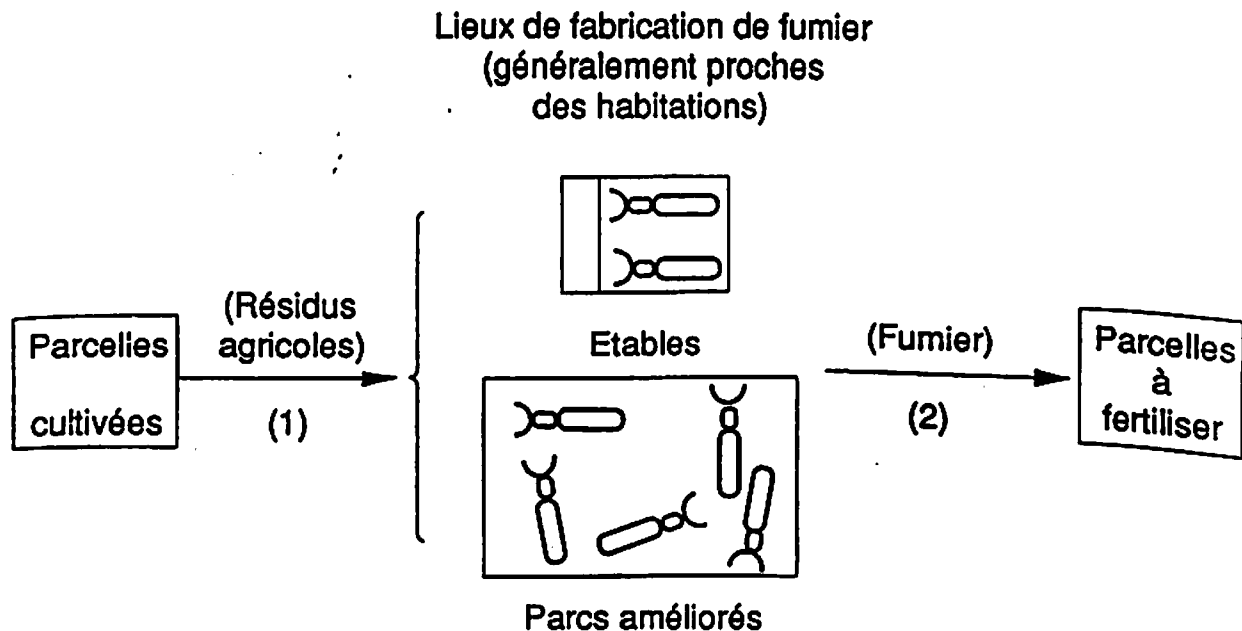 Lieux de fabrication de fumier
(généralement proches
des habitations)
Parcelies
cultivées
(Résidus
agricoles)
(1)
Etables
Parcs améliorés
(Fumier)
(2)
Parcelles
à
fertiliser